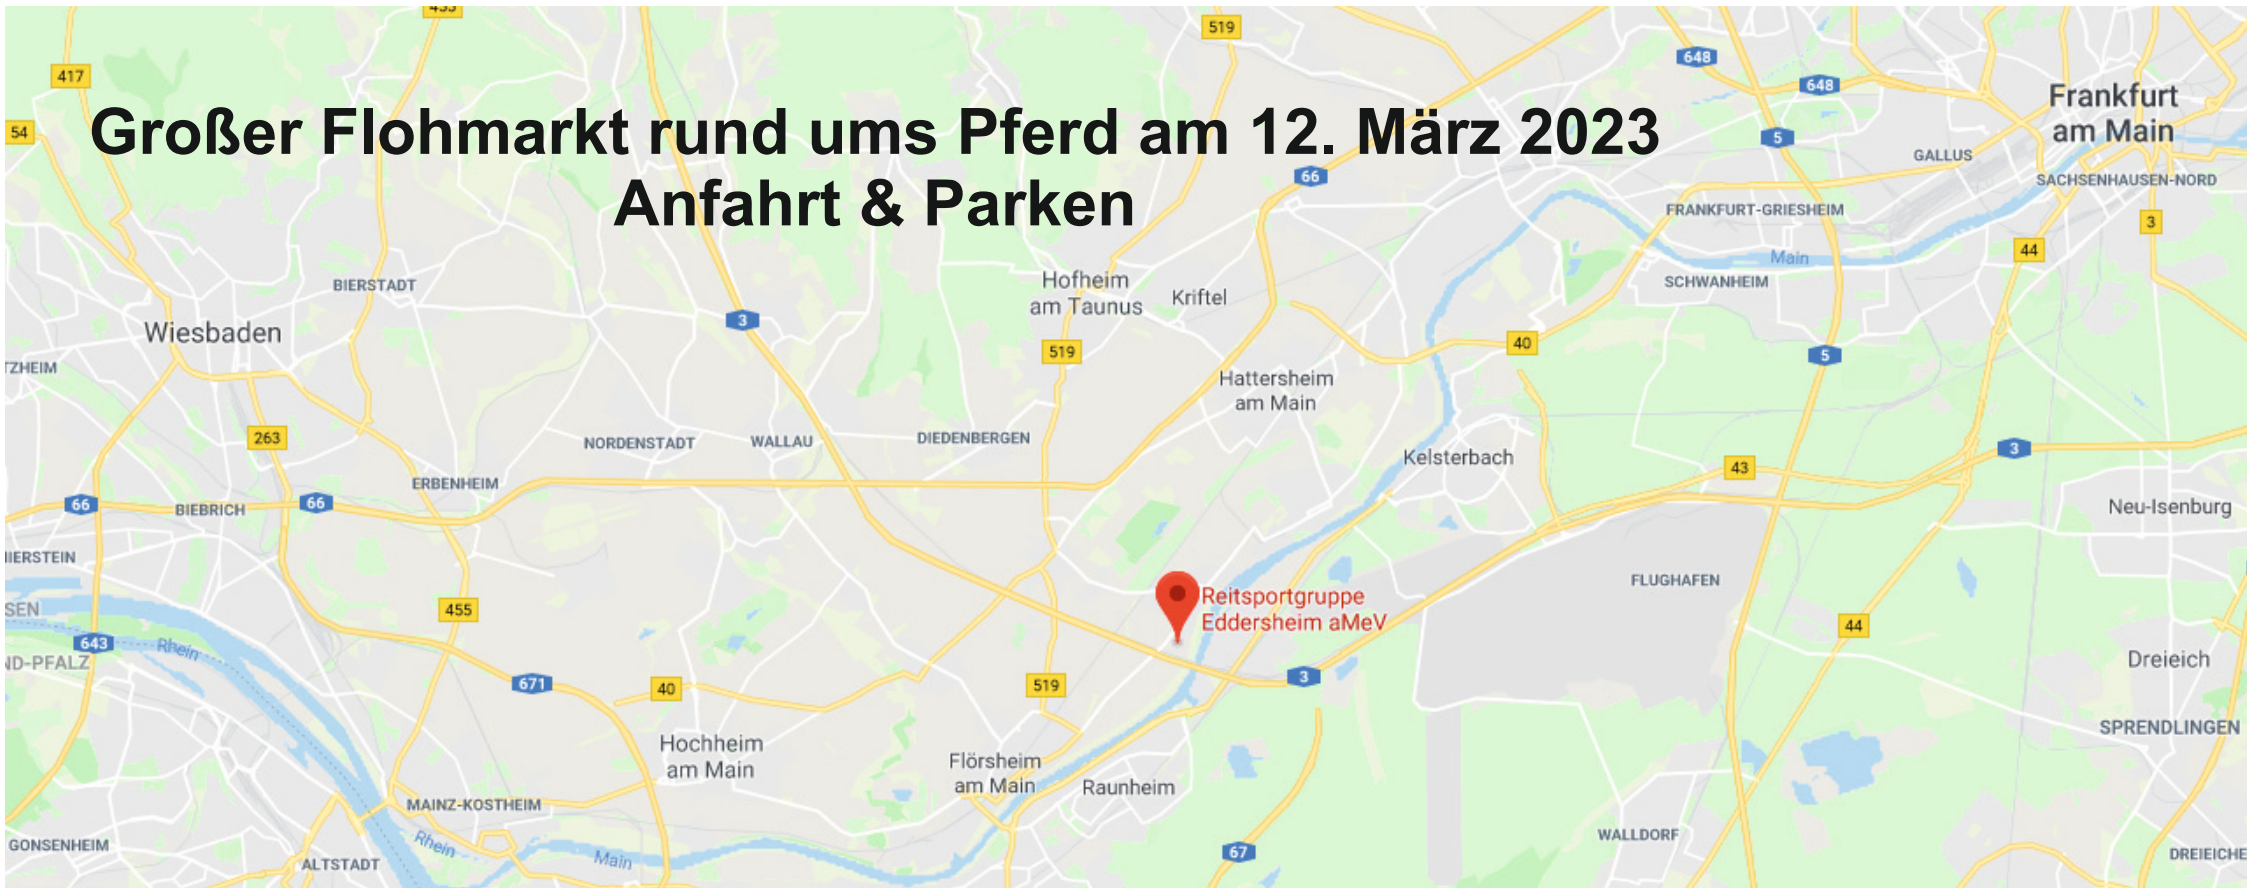 Großer Flohmarkt rund ums Pferd am 12. März 2023
Anfahrt & Parken
455
519
648
417
648
Frankfurt
am Main
54
5
GALLUS
66
SACHSENHAUSEN-NORD
FRANKFURT-GRIESHEIM
3
44
Main
BIERSTADT
Hofheim
am Taunus
Kriftel
SCHWANHEIM
Wiesbaden
3
519
40
5
TZHEIM
Hattersheim
am Main
263
NORDENSTADT
WALLAU
DIEDENBERGEN
Kelsterbach
43
3
ERBENHEIM
66
BIEBRICH
66
Neu-Isenburg
IIERSTEIN
FLUGHAFEN
SEN
455
Reitsportgruppe
Eddersheim aMeV
44
643
Rhein
ND-PFALZ
Dreieich
671
40
519
3
SPRENDLINGEN
Hochheim
am Main
Flörsheim
am Main
Raunheim
MAINZ-KOSTHEIM
WALLDORF
GONSENHEIM
Rhein
Main
67
ALTSTADT
DREIEICHE